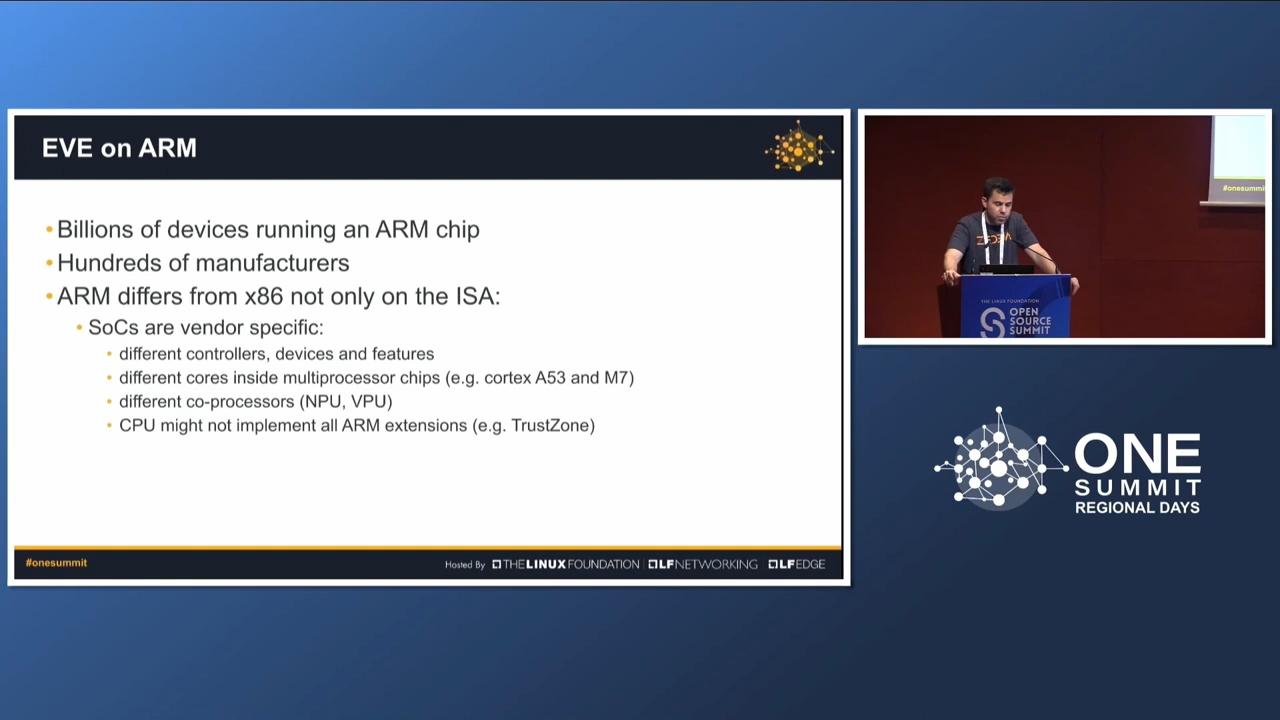 EVE on ARM
Billions of devices running an ARM chip
Hundreds of manufacturers
ARM differs from x86 not only on the ISA:
SoCs are vendor specific:
different controllers, devices and features
different cores inside multiprocessor chips (e.g. cortex A53 and M7)
different co-processors (NPU, VPU)
CPU might not implement all ARM extensions (e.g. TrustZone)
#onesummit
Hosted By THE LINUX FOUNDATION | LF NETWORKING LF EDGE
#onesummit
ZEDEDA
THE LINUX FOUNDATION
OPEN
SOURCE
SUMMIT
ONE
SUMMIT
REGIONAL DAYS